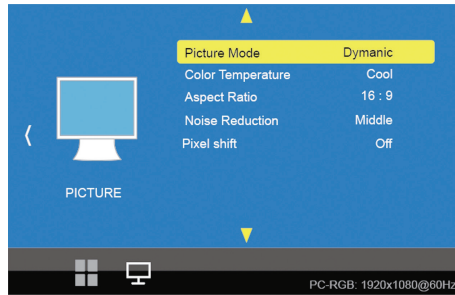 Picture Mode Dymanic
Color Temperature Cool
Aspect Ratio 16 : 9
Noise Reduction Middle
Pixel shift Off
PICTURE
PC-RGB: 1920x1080@60Hz